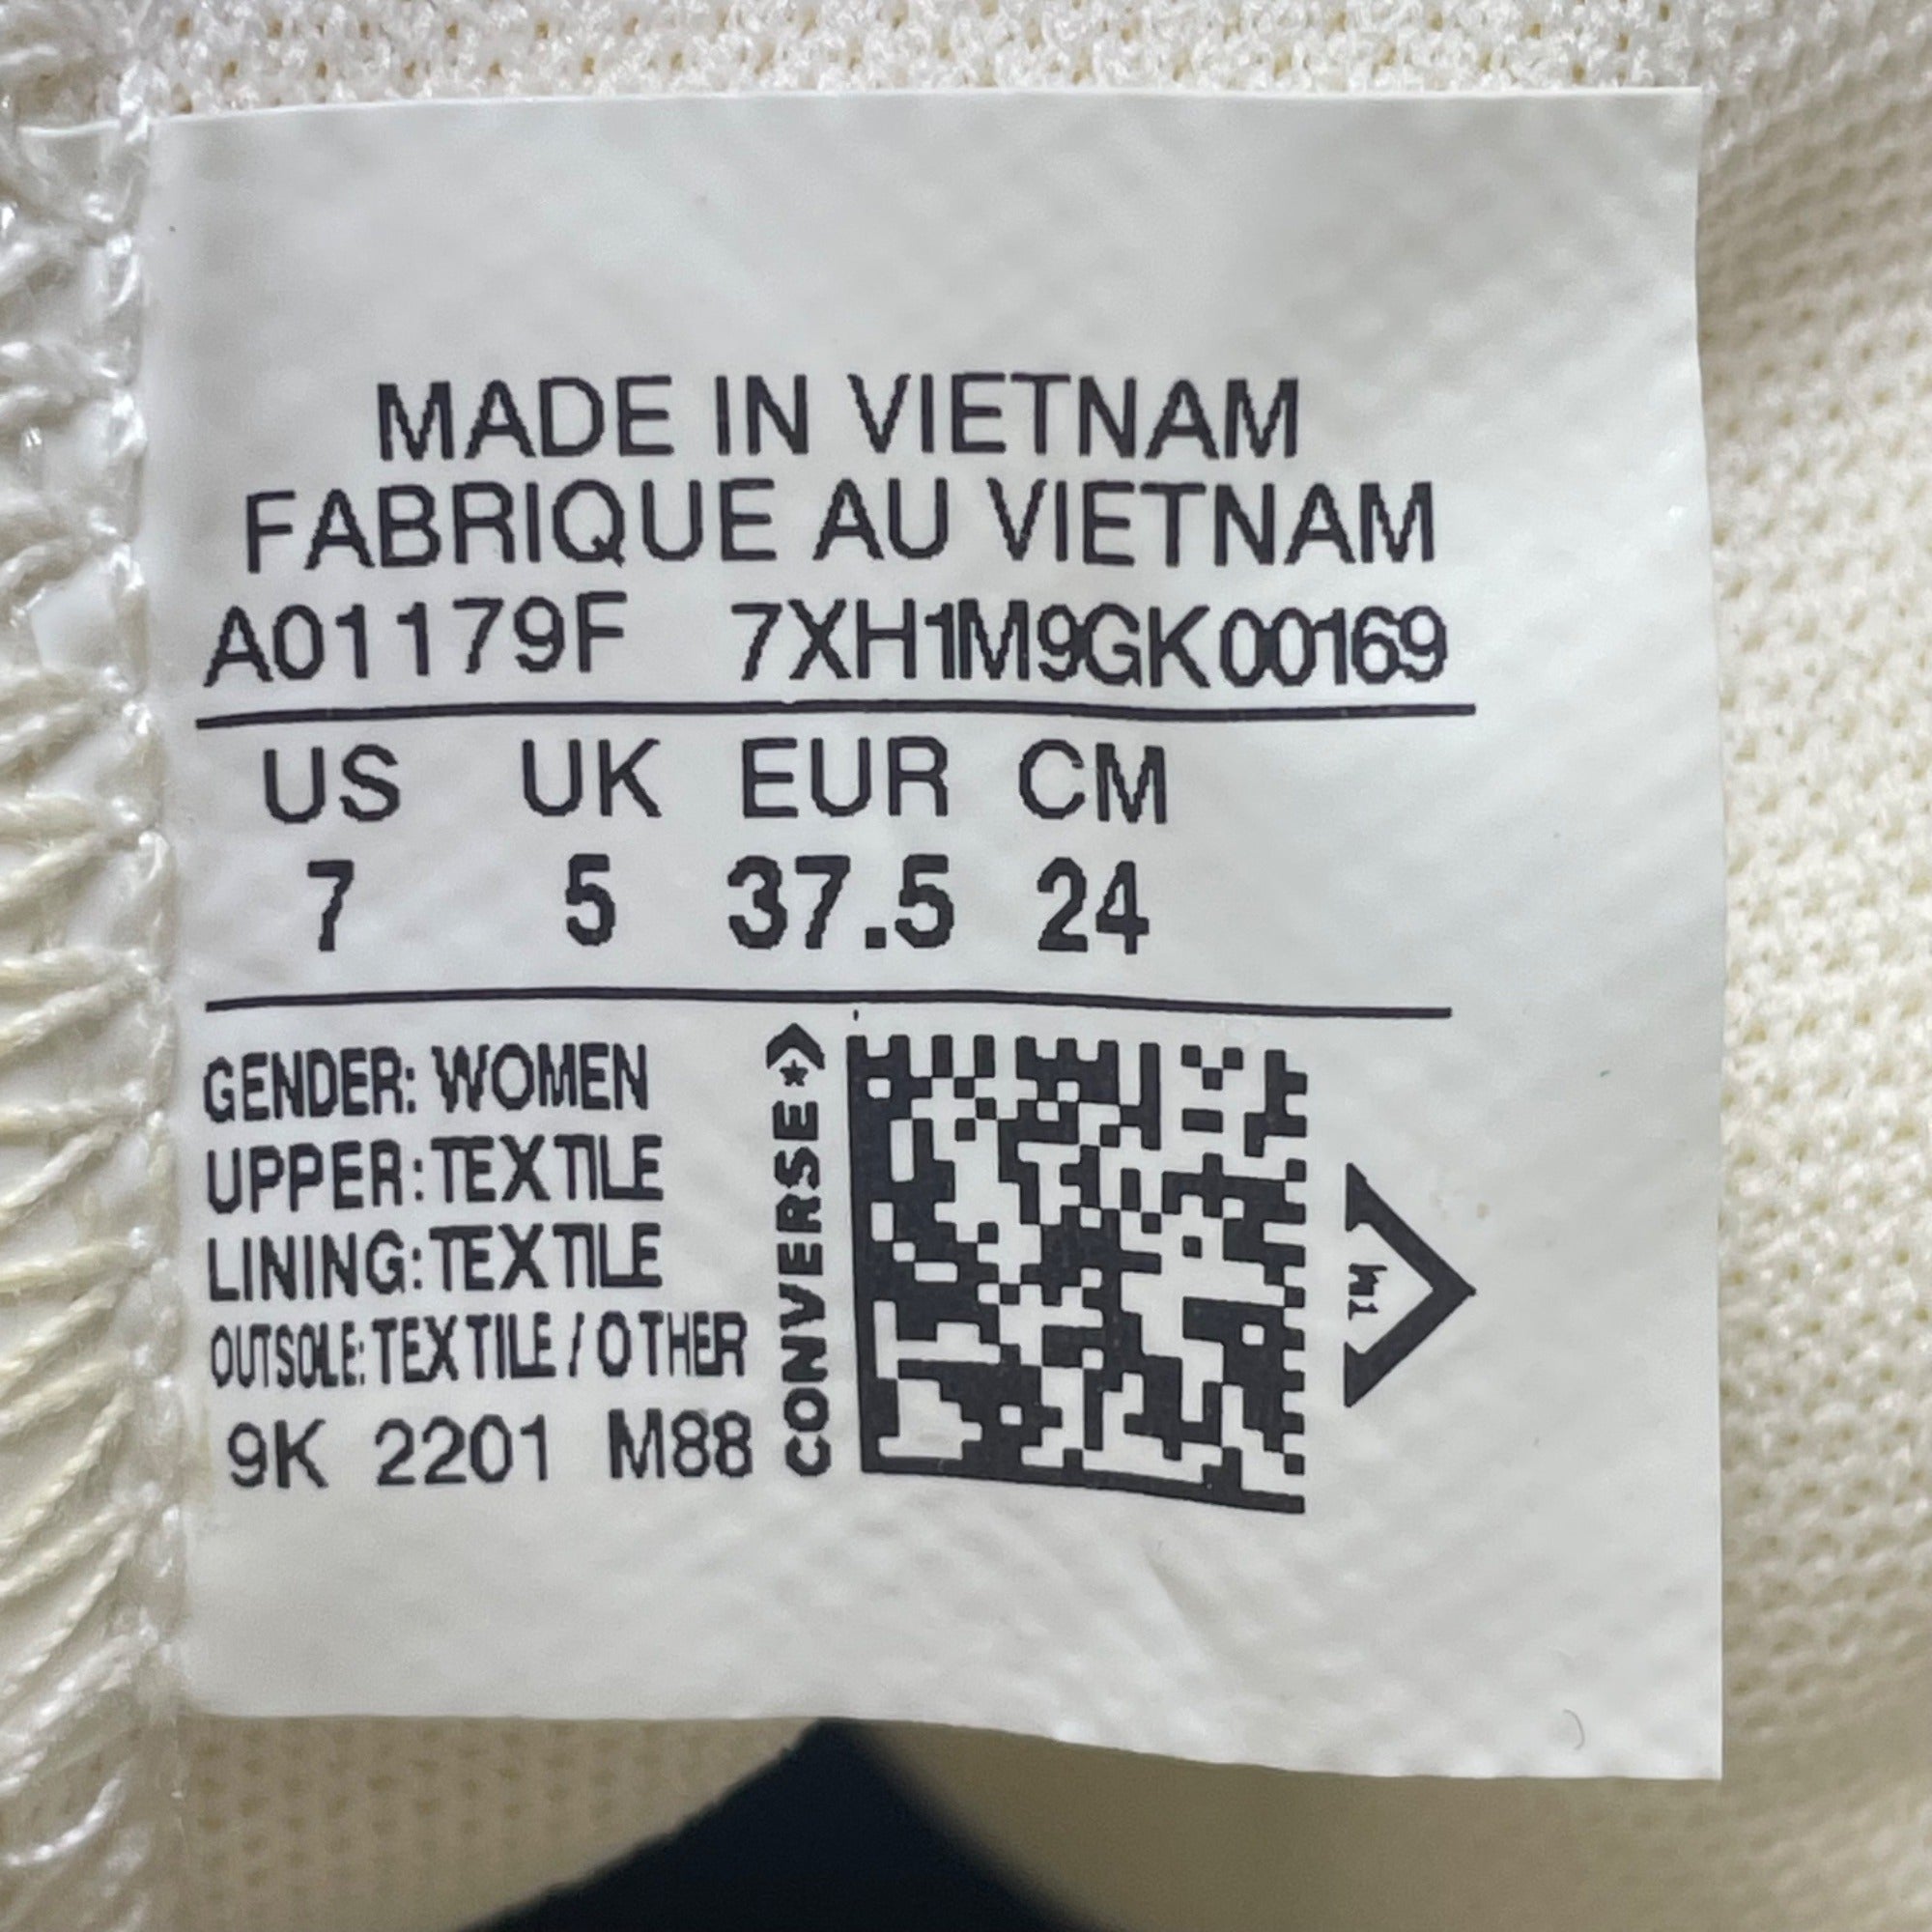 MADE IN VIETNAM
FABRIQUE AU VIETNAM
A01179F 7XH1M9GK00169
US UK EUR CM
7 5 37.5 24
GENDER: WOMEN
UPPER: TEXTILE
LINING: TEXTILE
OUTSOLE: TEXTILE / OTHER
9K 2201 M88
CONVERSE